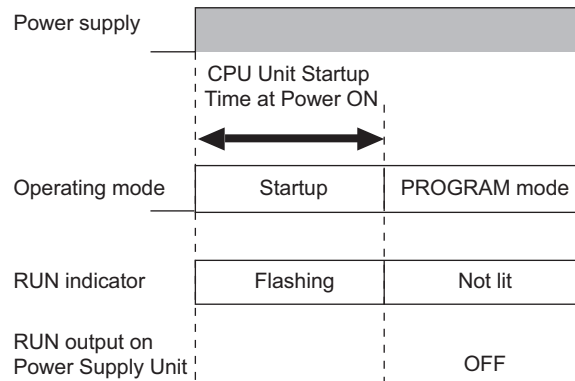 Power supply
CPU Unit Startup
Time at Power ON
Operating mode
Startup
PROGRAM mode
RUN indicator
Flashing
Not lit
RUN output on
Power Supply Unit
OFF